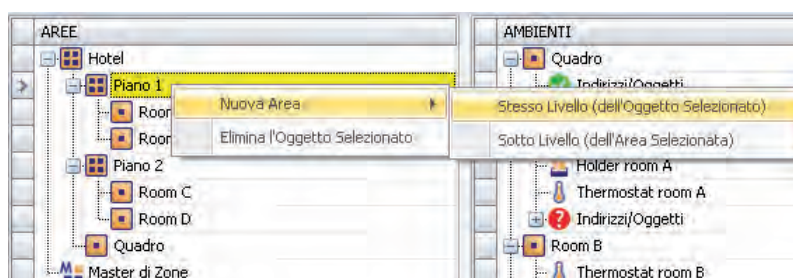 AREE
Hotel
Piano 1
Nuova Area
Elimina l'Oggetto Selezionato
Stesso Livello (dell'Oggetto Selezionato)
Sotto Livello (dell'Area Selezionata)
Piano 2
Room C
Room D
Quadro
Master di Zone
AMBIENTI
Quadro
Indirizzi/Oggetti
Holder room A
Thermostat room A
Indirizzi/Oggetti
Room B
Thermostat room B